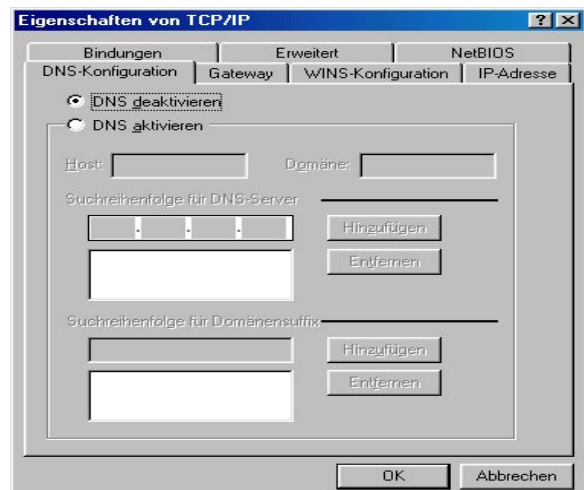 Eigenschaften von TCP/IP
Bindungen Erweitert NetBIOS
DNS-Konfiguration Gateway WINS-Konfiguration IP-Adresse
DNS deaktivieren
DNS aktivieren
Host: Domäne:
Suchreihenfolge für DNS-Server
Hinzufügen
Entfernen
Suchreihenfolge für Domänensuffix
Hinzufügen
Entfernen
OK Abbrechen